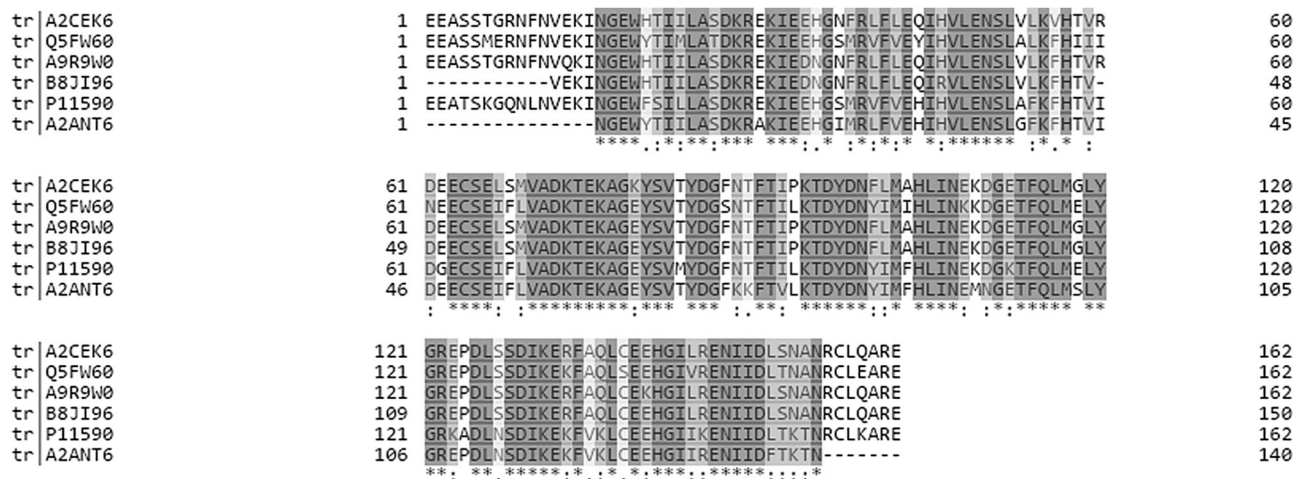 tr|A2CEK6 1 EEASSTGRNFNVEKINGEWHTIILASDKREKIEEHGNFRLFLEQIHVLENSLVLKVHTVR 60
tr|Q5FW60 1 EEASSMERNFNVEKINGEWYTIMLATDKREKIEEHGSMRVFVEYIHVLENSLALKFHIII 60
tr|A9R9W0 1 EEASSTGRNFNVQKINGEWHTIILASDKREKIEDNGNFRLFLEQIHVLENSLVLKFHTVR 60
tr|B8JI96 1 -----------VEKINGEWHTIILASDKREKIEDNGNFRLFLEQIRVLENSLVLKFHTV- 48
tr|P11590 1 EEATSKGQNLNVEKINGEWFSILLASDKREKIEEHGSMRVFVEHIHVLENSLAFKFHTVI 60
tr|A2ANT6 1 ---------------NGEWYTIILASDKRAKIEEHGIMRLFVEHIHVLENSLGFKFHTVI 45
****.:*:**:*** ****:.* :*:*:* *:****** :*.* :
tr|A2CEK6 61 DEECSELSMVADKTEKAGKYSVTYDGFNTFTIPKTDYDNFLMAHLINEKDGETFQLMGLY 120
tr|Q5FW60 61 NEECSEIFLVADKTEKAGEYSVTYDGSNTFTILKTDYDNYIMIHLINKKDGETFQLMELY 120
tr|A9R9W0 61 DEECSELSMVADKTEKAGEYSVTYDGFNTFTIPKTDYDNFLMAHLINEKDGETFQLMGLY 120
tr|B8JI96 49 DEECSELSMVADKTEKAGEYSVTYDGFNTFTIPKTDYDNFLMAHLINEKDGETFQLMGLY 108
tr|P11590 61 DGECSEIFLVADKTEKAGEYSVMYDGFNTFTILKTDYDNYIMFHLINEKDGKTFQLMELY 120
tr|A2ANT6 46 DEECSEIFLVADKTEKAGEYSVTYDGFKKFTVLKTDYDNYIMFHLINEMNGETFQLMSLY 105
: ****: :********* *** *** :.**: ******::* ****: :*:***** **
tr|A2CEK6 121 GREPDLSSDIKERFAQLCEEHGILRENIIDLSNANRCLQARE 162
tr|Q5FW60 121 GREPDLSSDIKERFAQLSEEHGIVRENIIDLTNANRCLEARE 162
tr|A9R9W0 121 GREPDLSSDIKERFAQLCEKHGILRENIIDLSNANRCLQARE 162
tr|B8JI96 109 GREPDLSSDIKERFAQLCEEHGILRENIIDLSNANRCLQARE 150
tr|P11590 121 GRKADLNSDIKEKFVKLCEEHGIIKENIIDLTKTNRCLKARE 162
tr|A2ANT6 106 GREPDLNSDIKEKFVKLCEEHGIIRENIIDFTKTN------- 140